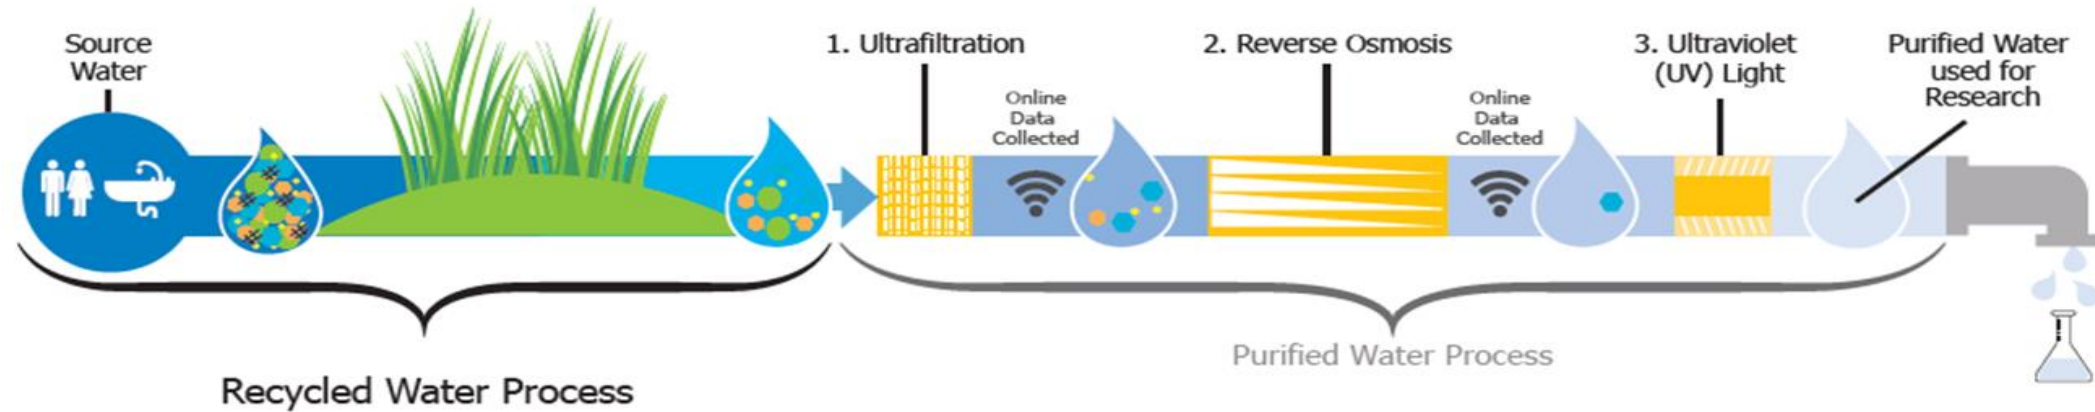 Source
Water
1. Ultrafiltration
Online
Data
Collected
2. Reverse Osmosis
Online
Data
Collected
3. Ultraviolet
(UV) Light
Purified Water
used for
Research
Recycled Water Process
Purified Water Process